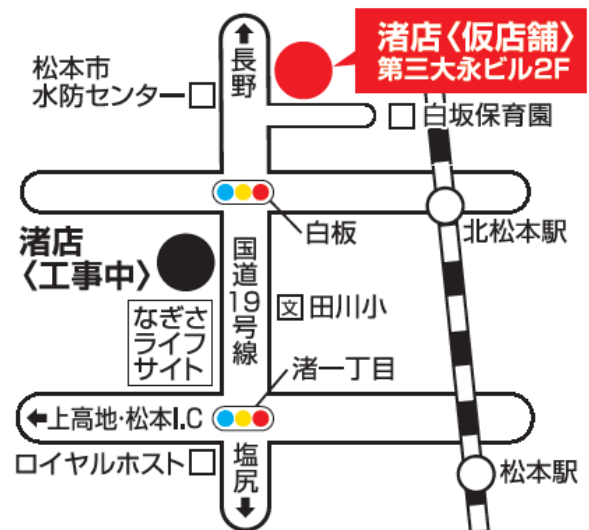 渚店〈仮店舗〉
第三大永ビル2F
長野
松本市
水防センター
白坂保育園
白板
北松本駅
渚店
〈工事中〉
国道19号線
なぎさ
ライフ
サイト
文田川小
渚一丁目
上高地・松本I.C
ロイヤルホスト
塩尻
松本駅